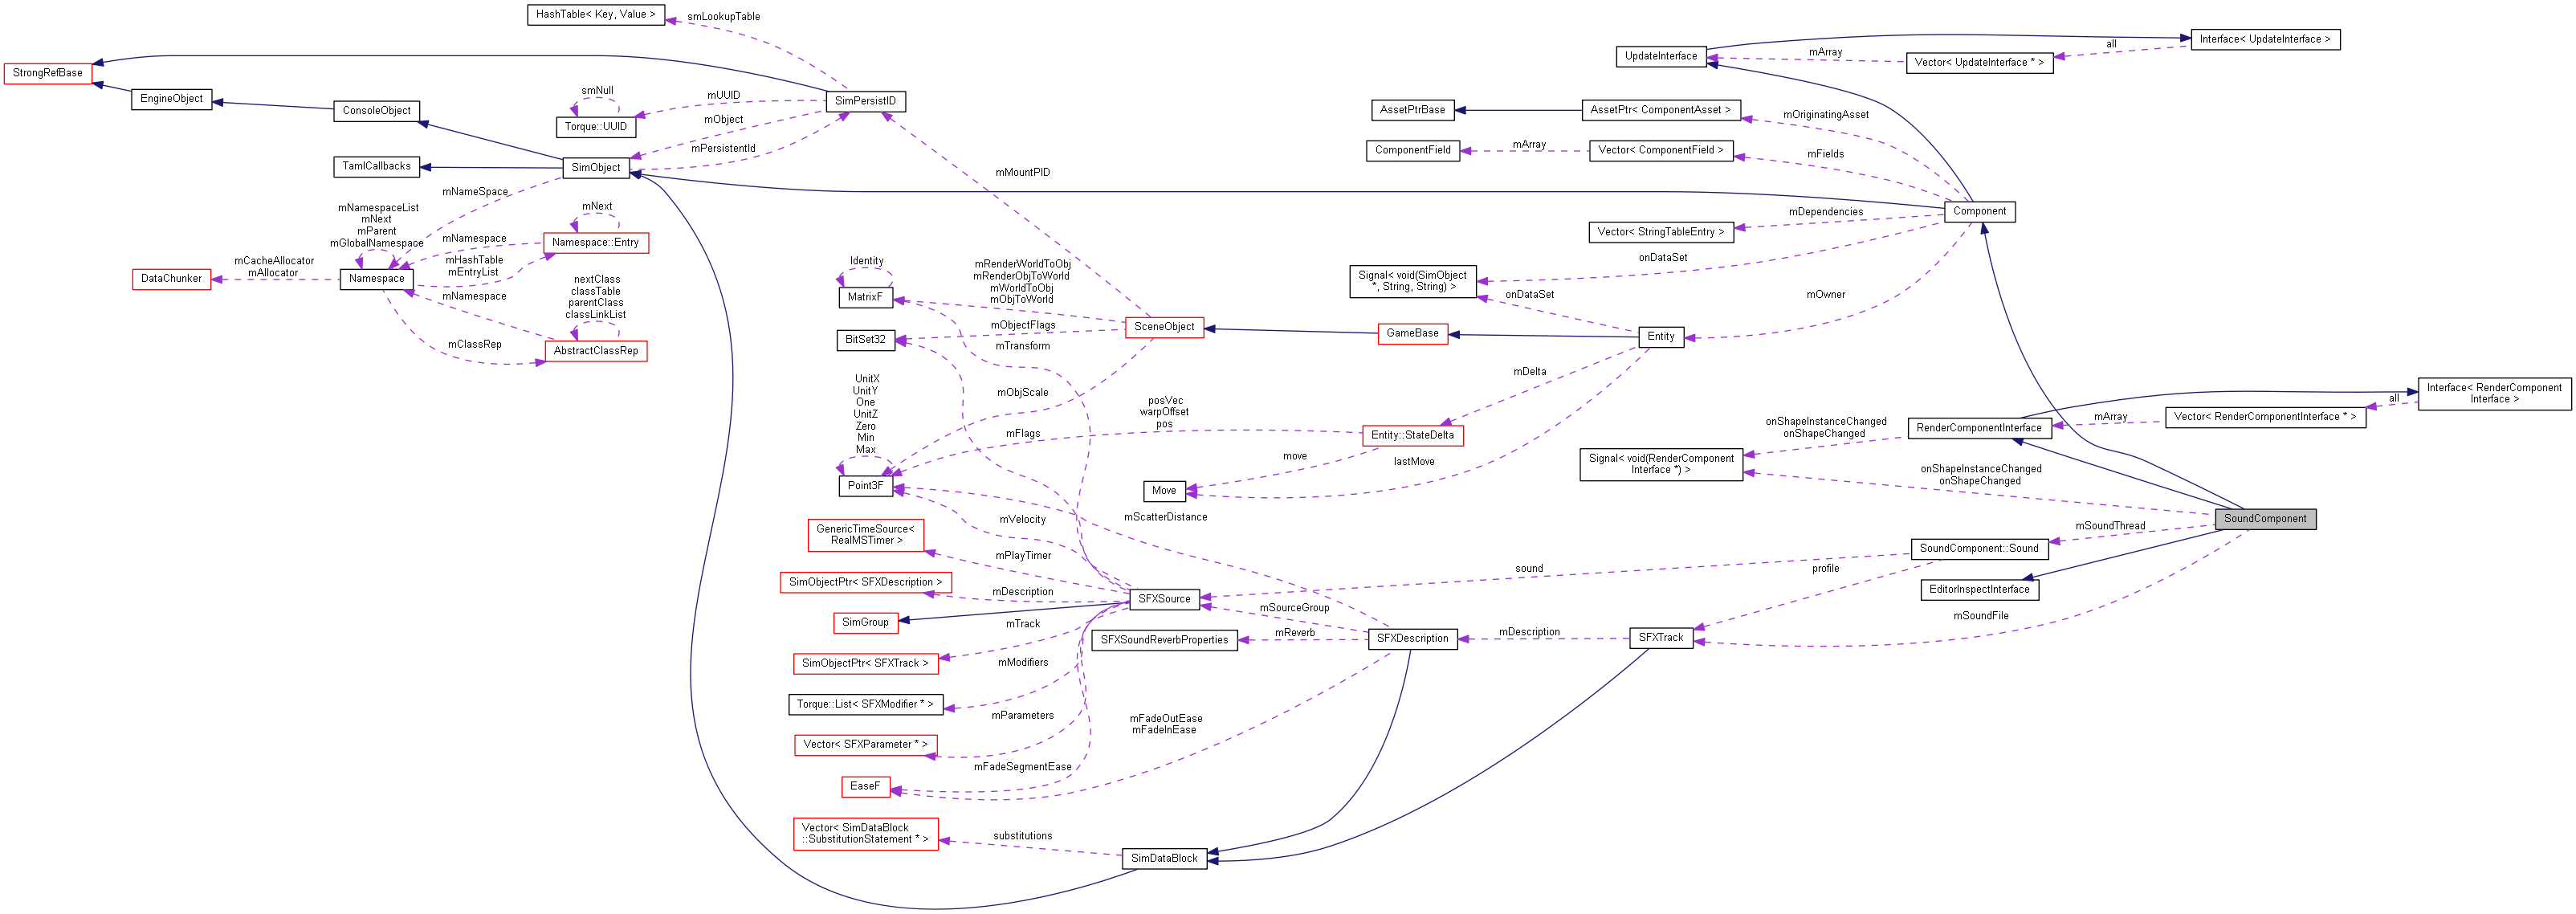 HashTable< Key, Value >
smLookupTable
StrongRefBase
EngineObject
ConsoleObject
TamlCallbacks
smNull
Torque::UUID
mUUID
mObject
mPersistentId
SimPersistID
SimObject
mNameSpace
mNamespaceList
mNext
mParent
mGlobalNamespace
Namespace
mNext
Namespace::Entry
mNamespace
mHashTable
mEntryList
mCacheAllocator
mAllocator
DataChunker
mNamespace
nextClass
classTable
parentClass
classLinkList
AbstractClassRep
mClassRep
mMountPID
Identity
MatrixF
mRenderWorldToObj
mRenderObjToWorld
mWorldToObj
mObjToWorld
BitSet32
mObjectFlags
mTransform
SceneObject
GameBase
Entity
UnitX
UnitY
One
UnitZ
Zero
Min
Max
Point3F
mObjScale
mFlags
posVec
warpOffset
pos
Entity::StateDelta
mDelta
move
Move
lastMove
mVelocity
mScatterDistance
GenericTimeSource<
RealMSTimer >
mPlayTimer
SimObjectPtr< SFXDescription >
mDescription
SimGroup
SFXSource
mTrack
SimObjectPtr< SFXTrack >
mModifiers
Torque::List< SFXModifier * >
mParameters
Vector< SFXParameter * >
mFadeSegmentEase
EaseF
mFadeOutEase
mFadeInEase
Vector< SimDataBlock
::SubstitutionStatement * >
substitutions
SimDataBlock
mSourceGroup
mReverb
SFXSoundReverbProperties
SFXDescription
mDescription
SFXTrack
sound
profile
mSoundFile
UpdateInterface
mArray
Vector< UpdateInterface * >
all
Interface< UpdateInterface >
AssetPtrBase
AssetPtr< ComponentAsset >
mOriginatingAsset
ComponentField
mArray
Vector< ComponentField >
mFields
Component
Vector< StringTableEntry >
mDependencies
Signal< void(SimObject
*, String, String) >
onDataSet
onDataSet
mOwner
RenderComponentInterface
mArray
Vector< RenderComponentInterface * >
all
Interface< RenderComponent
Interface >
onShapeInstanceChanged
onShapeChanged
Signal< void(RenderComponent
Interface *) >
onShapeInstanceChanged
onShapeChanged
SoundComponent
mSoundThread
SoundComponent::Sound
EditorInspectInterface